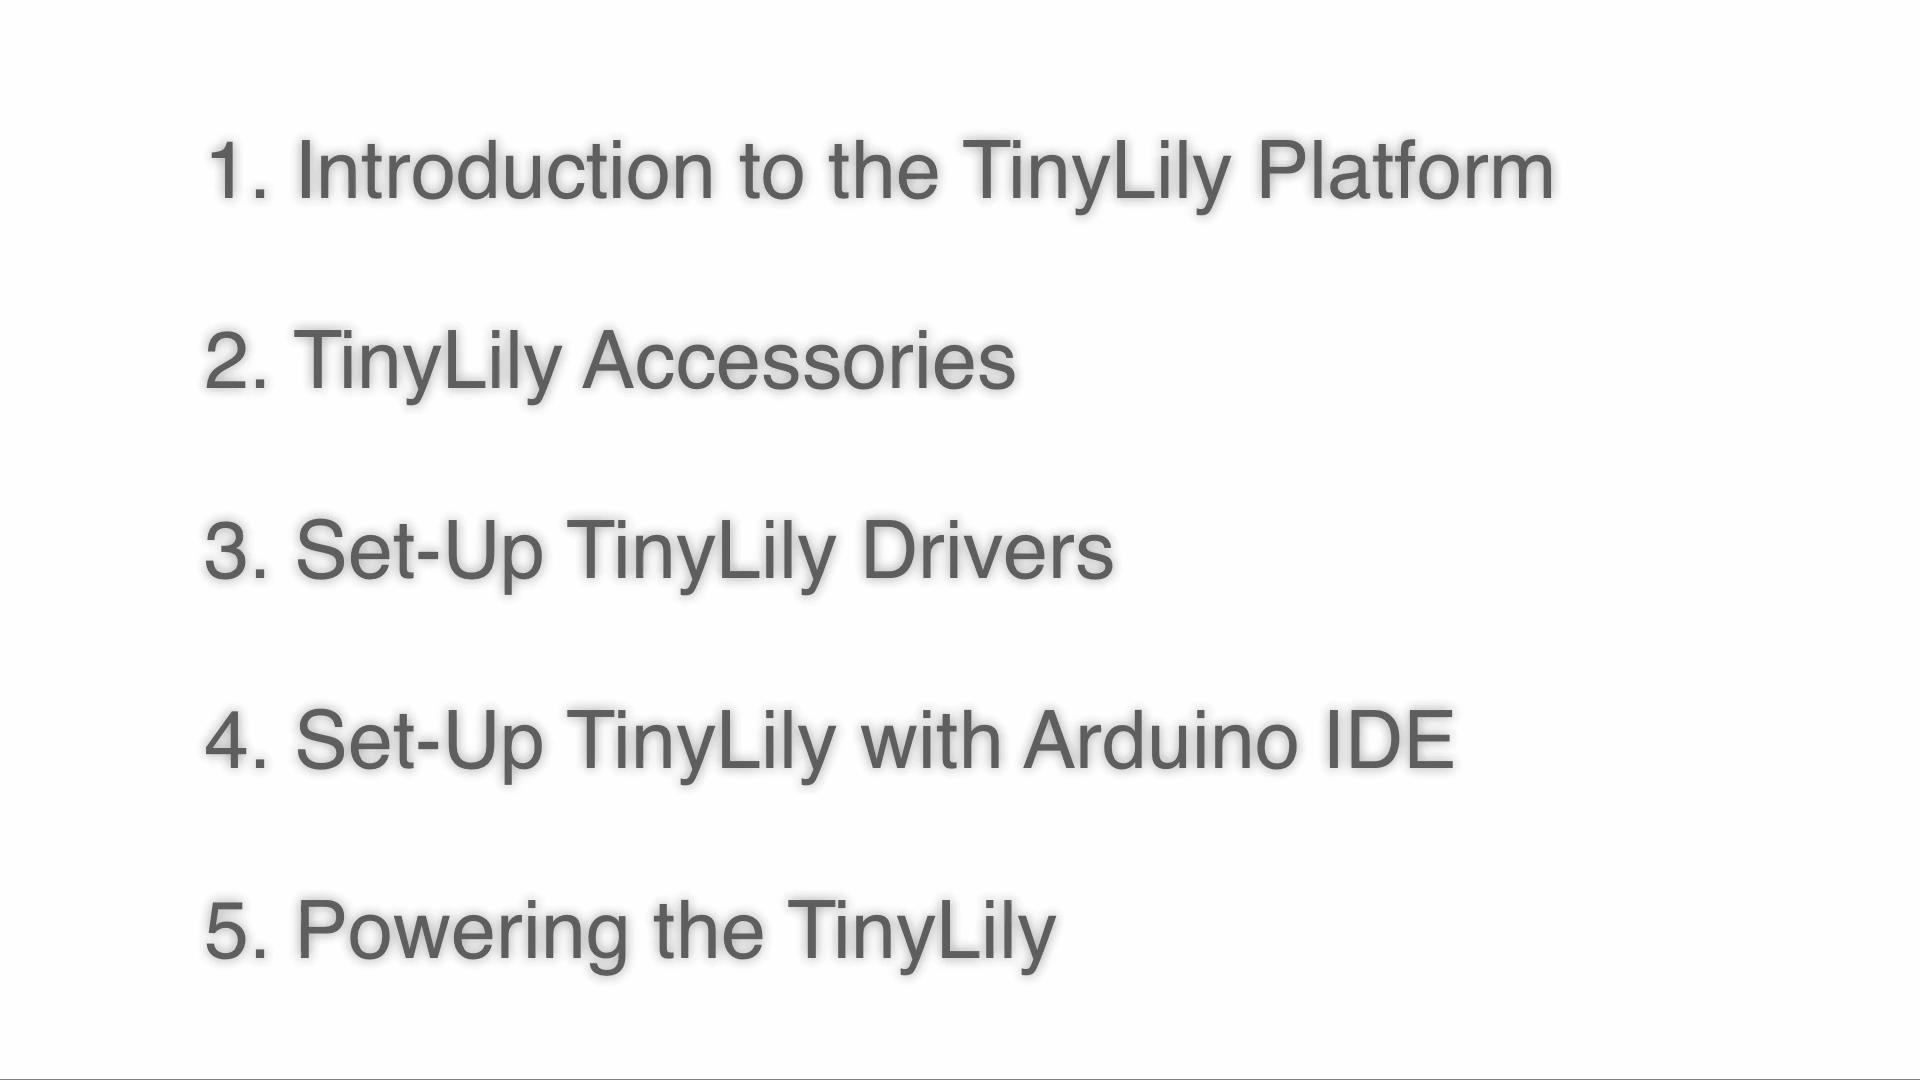 1. Introduction to the TinyLily Platform
2. TinyLily Accessories
3. Set-Up TinyLily Drivers
4. Set-Up TinyLily with Arduino IDE
5. Powering the TinyLily